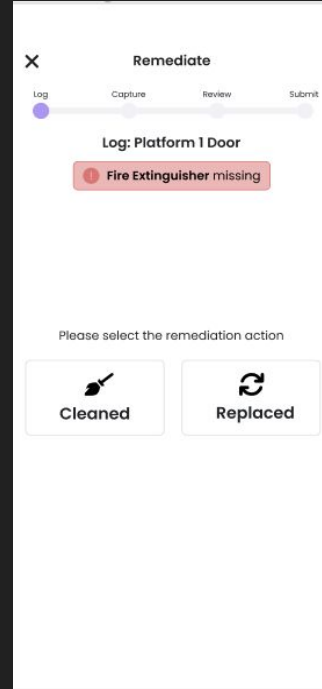 Remediate
Log Capture Review Submit
Log: Platform 1 Door
Fire Extinguisher missing
Please select the remediation action
Cleaned Replaced